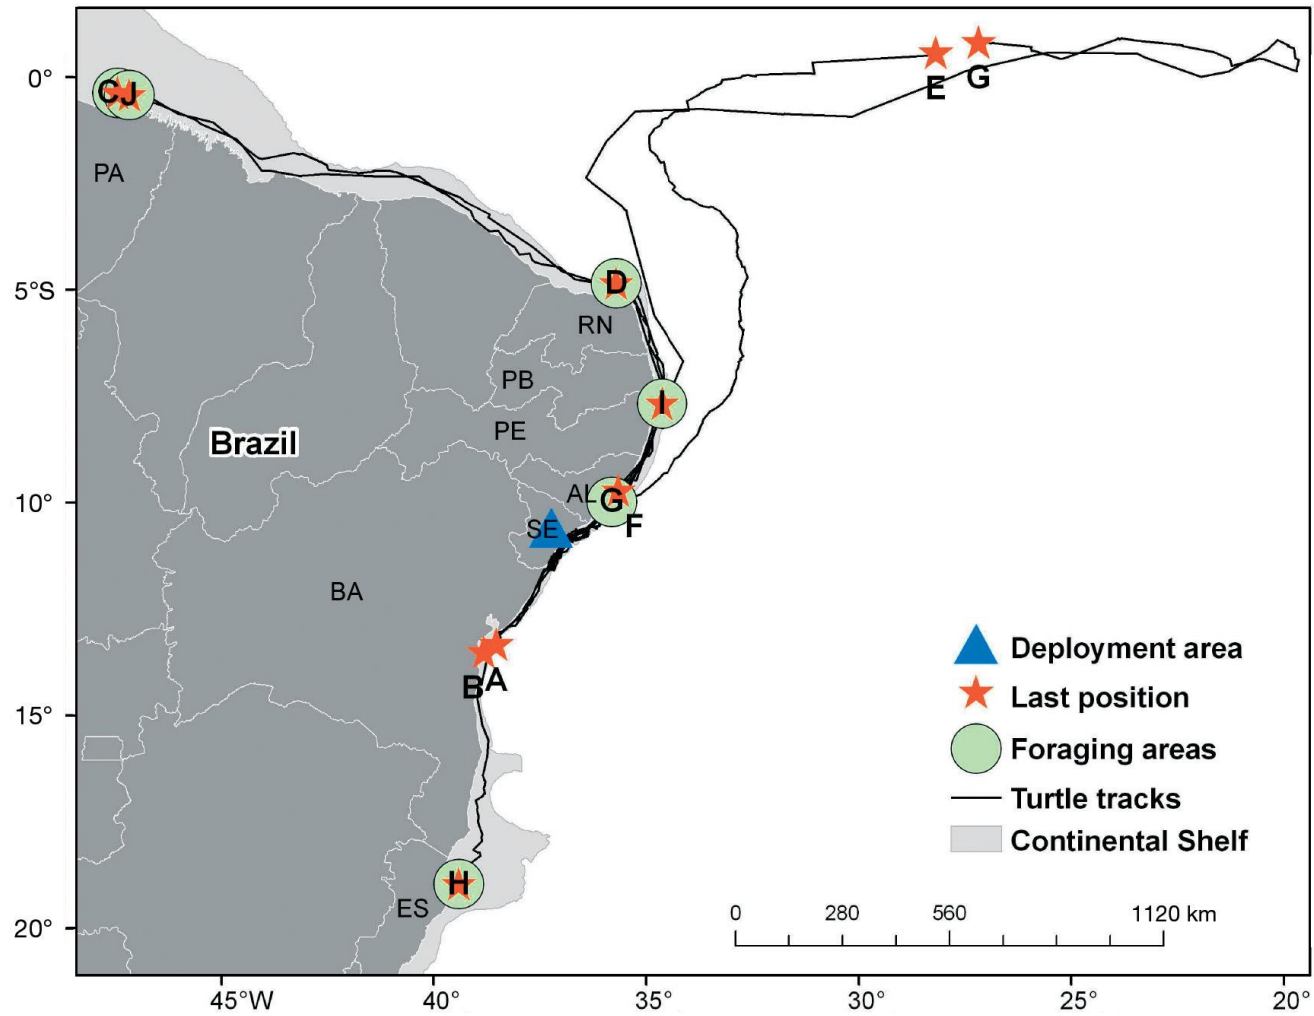 0°
5°S
10°
15°
20°
45°W
40°
35°
30°
25°
20°
C
J
E
G
PA
D
RN
I
PB
PE
Brazil
AL
G
F
SE
BA
B
A
H
ES
Deployment area
Last position
Foraging areas
Turtle tracks
Continental Shelf
0 280 560 1120 km